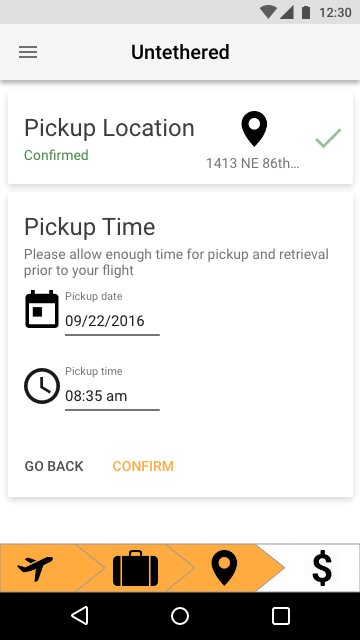 12:30
Untethered
Pickup Location
Confirmed
1413 NE 86th...
Pickup Time
Please allow enough time for pickup and retrieval
prior to your flight
Pickup date
09/22/2016
Pickup time
08:35 am
GO BACK CONFIRM
$